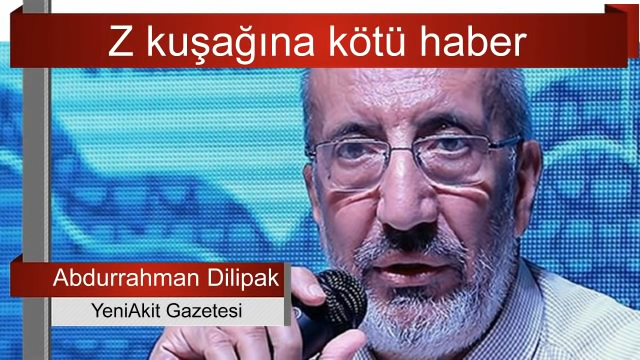 Z kuşağına kötü haber
Abdurrahman Dilipak
YeniAkit Gazetesi